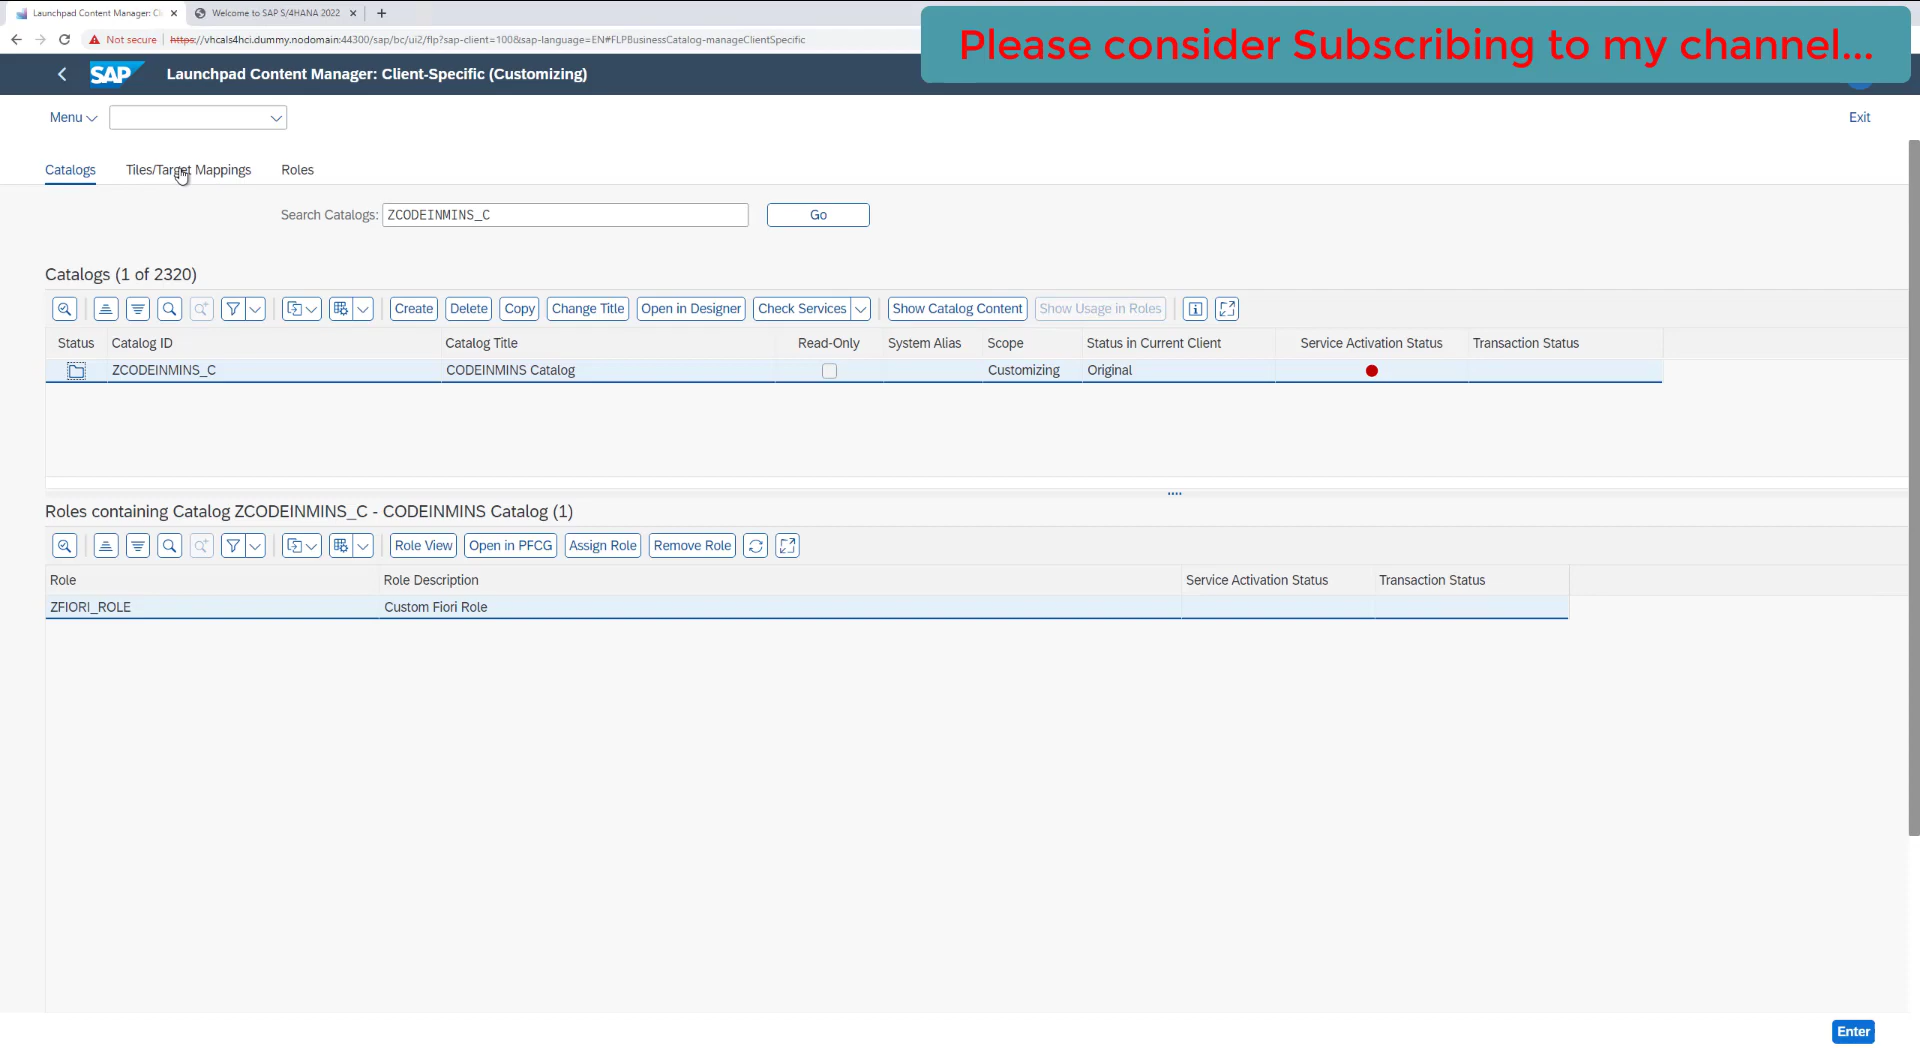 Launchpad Content Manager: Cli
Welcome to SAP S/4HANA 2022
Not secure
https://vhcals4hci.dummy.nodomain:44300/sap/bc/ui2/flp?sap-client=100&sap-language=EN#FLPBusinessCatalog-manageClientSpecific
Please consider Subscribing to my channel...
SAP
Launchpad Content Manager: Client-Specific (Customizing)
Menu
Exit
Catalogs
Tiles/Target Mappings
Roles
Search Catalogs: ZCODEINMINS_C
Go
Catalogs (1 of 2320)
Create Delete Copy Change Title Open in Designer Check Services Show Catalog Content Show Usage in Roles
Status Catalog ID Catalog Title Read-Only System Alias Scope Status in Current Client Service Activation Status Transaction Status
ZCODEINMINS_C CODEINMINS Catalog Customizing Original
Roles containing Catalog ZCODEINMINS_C - CODEINMINS Catalog (1)
Role View Open in PFCG Assign Role Remove Role
Role Role Description Service Activation Status Transaction Status
ZFIORI_ROLE Custom Fiori Role
Enter